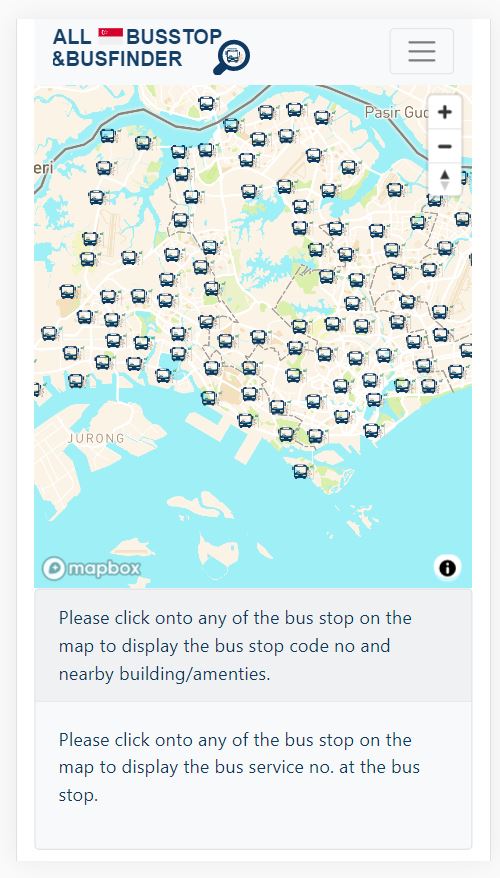 ALL BUSSTOP
&BUSFINDER
Pasir Gud
eri
JURONG
mapbox
Please click onto any of the bus stop on the
map to display the bus stop code no and
nearby building/amenties.
Please click onto any of the bus stop on the
map to display the bus service no. at the bus
stop.